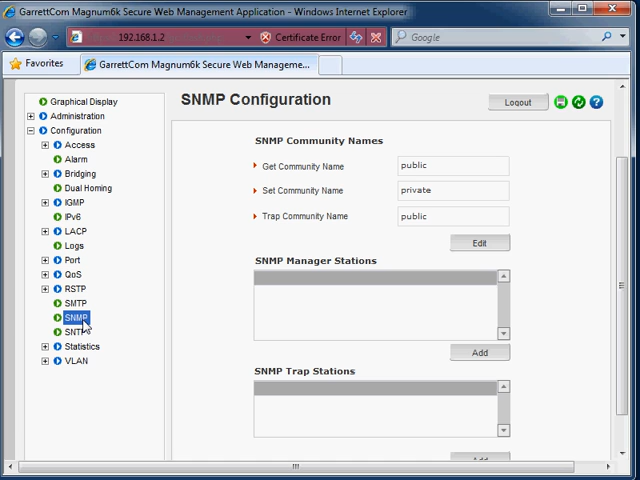 GarrettCom Magnum6k Secure Web Management Application - Windows Internet Explorer
192.168.1.2
Certificate Error
Google
Favorites
GarrettCom Magnum6k Secure Web Manageme...
Graphical Display
Administration
Configuration
Access
Alarm
Bridging
Dual Homing
IGMP
IPv6
LACP
Logs
Port
QoS
RSTP
SMTP
SNMP
SNTP
Statistics
VLAN
SNMP Configuration
Logout
SNMP Community Names
Get Community Name public
Set Community Name private
Trap Community Name public
Edit
SNMP Manager Stations
Add
SNMP Trap Stations
Add